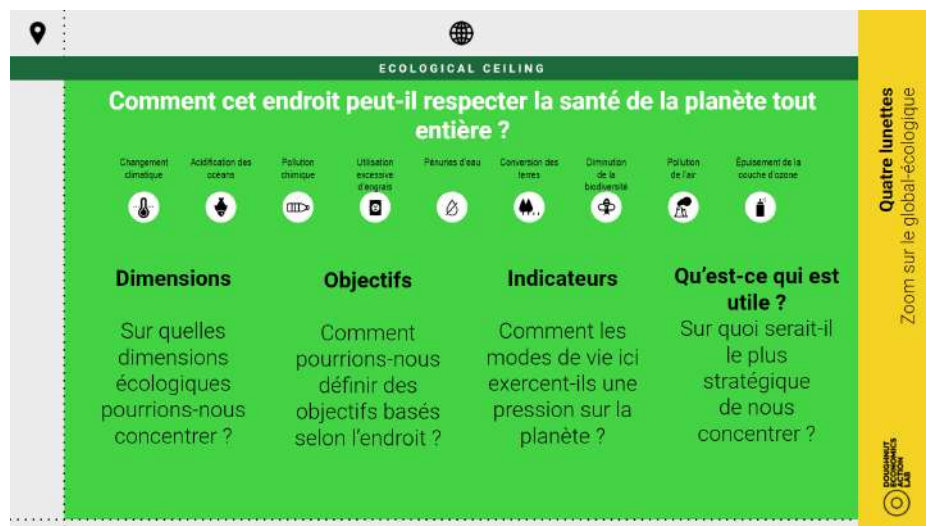 ECOLOGICAL CEILING
Comment cet endroit peut-il respecter la santé de la planète tout
entière ?
Changement
climatique
Acidification des
océans
Pollution
chimique
Utilisation
excessive
d'engrais
Pénuries d'eau
Conversion des
terres
Diminution
de la
biodiversité
Pollution
de l'air
Épuisement de la
couche d'ozone
Dimensions
Sur quelles
dimensions
écologiques
pourrions-nous
concentrer ?
Objectifs
Comment
pourrions-nous
définir des
objectifs basés
selon l'endroit ?
Indicateurs
Comment les
modes de vie ici
exercent-ils une
pression sur la
planète ?
Qu'est-ce qui est
utile ?
Sur quoi serait-il
le plus
stratégique
de nous
concentrer ?
Quatre lunettes
Zoom sur le global-écologique
DOUGHNUT
ECONOMICS
ACTION
LAB